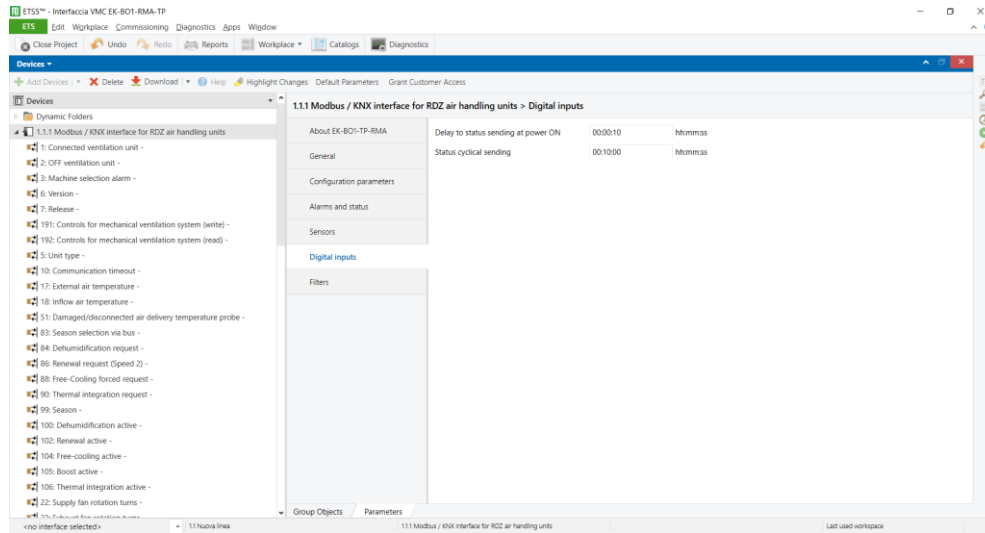 ETS5™ - Interfaccia VMC EK-BO1-RMA-TP
ETS Edit Workplace Commissioning Diagnostics Apps Window
Close Project Undo Redo Reports Workplace Catalogs Diagnostics
Devices
Add Devices Delete Download Help Highlight Changes Default Parameters Grant Customer Access
Devices
Dynamic Folders
1.1.1 Modbus / KNX interface for RDZ air handling units
1: Connected ventilation unit -
2: OFF ventilation unit -
3: Machine selection alarm -
6: Version -
7: Release -
191: Controls for mechanical ventilation system (write) -
192: Controls for mechanical ventilation system (read) -
5: Unit type -
10: Communication timeout -
17: External air temperature -
18: Inflow air temperature -
51: Damaged/disconnected air delivery temperature probe -
83: Season selection via bus -
84: Dehumidification request -
86: Renewal request (Speed 2) -
88: Free-Cooling forced request -
90: Thermal integration request -
99: Season -
100: Dehumidification active -
102: Renewal active -
104: Free-cooling active -
105: Boost active -
106: Thermal integration active -
22: Supply fan rotation turns -
1.1.1 Modbus / KNX interface for RDZ air handling units > Digital inputs
About EK-BO1-TP-RMA
General
Configuration parameters
Alarms and status
Sensors
Digital inputs
Filters
Delay to status sending at power ON 00:00:10 hh:mm:ss
Status cyclical sending 00:10:00 hh:mm:ss
Group Objects Parameters
<no interface selected> 1.1 Nuova linea 1.1.1 Modbus / KNX interface for RDZ air handling units Last used workspace